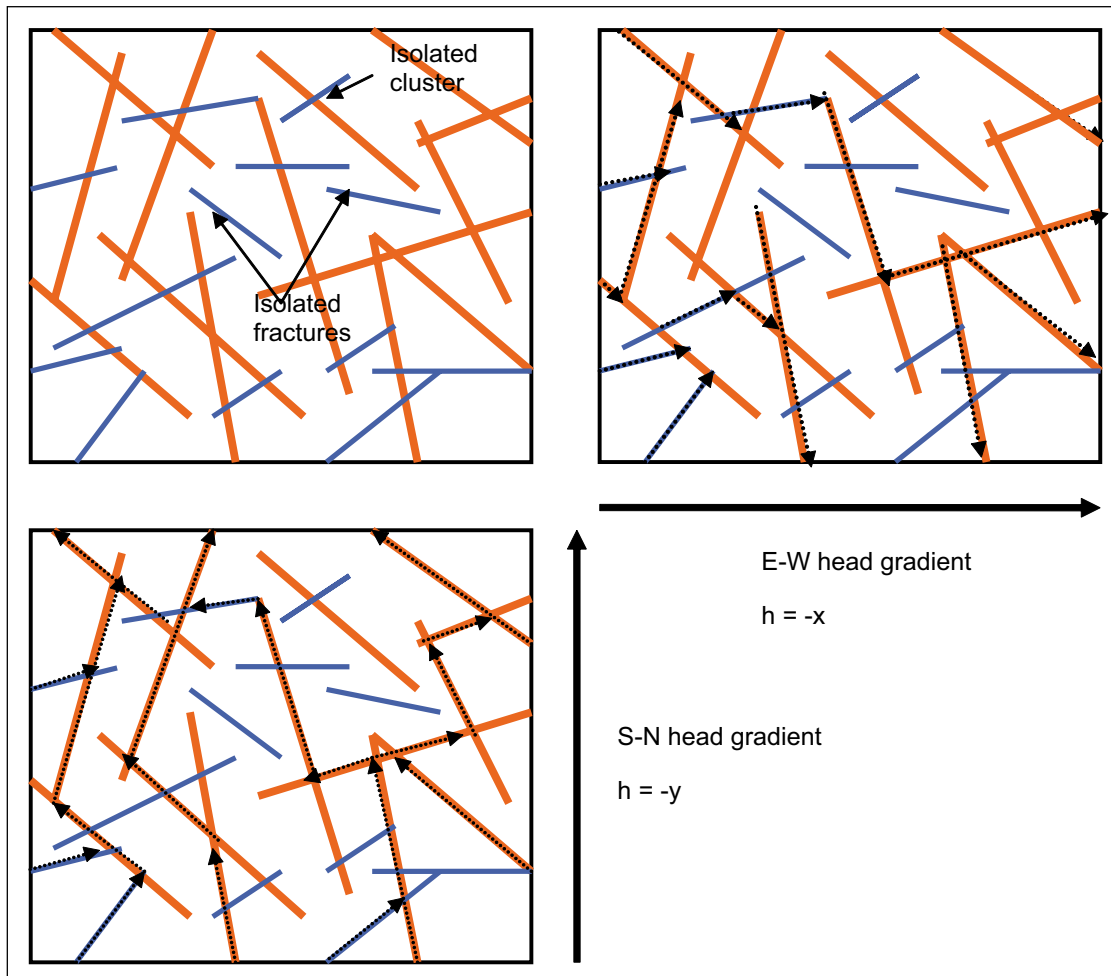 Isolated
cluster
Isolated
fractures
E-W head gradient
h = -x
S-N head gradient
h = -y